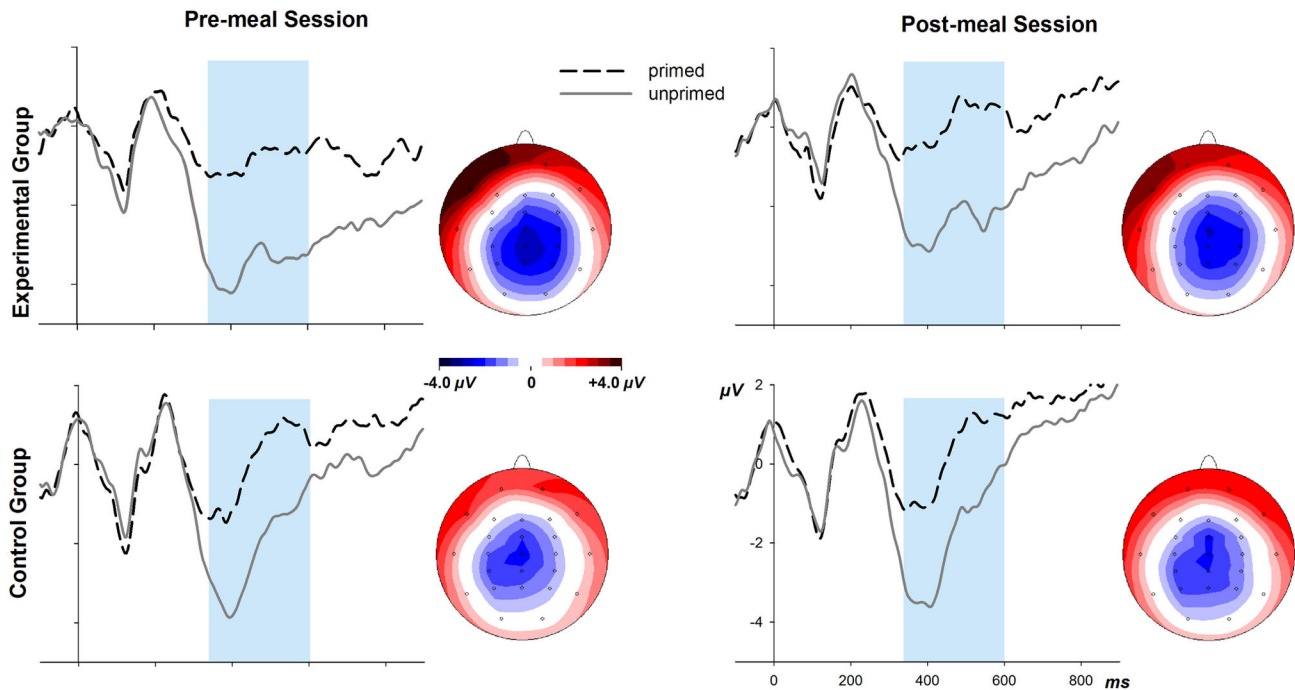 Pre-meal Session
Post-meal Session
primed
unprimed
Experimental Group
-4.0 µV 0 +4.0 µV
Control Group
µV
2
0
-2
-4
0 200 400 600 800 ms